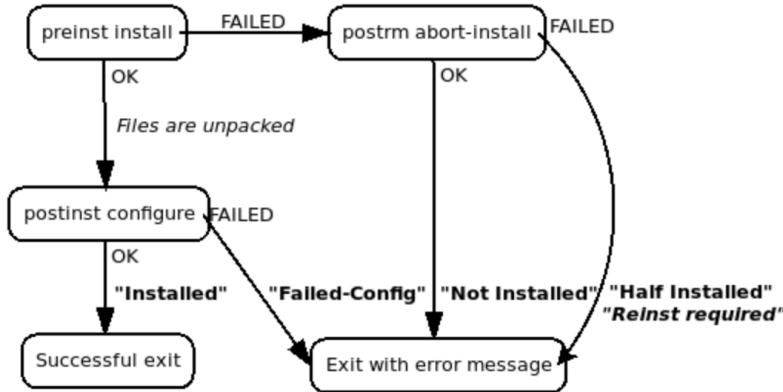 preinst install
FAILED
postrm abort-install
FAILED
OK
OK
Files are unpacked
postinst configure
FAILED
OK
"Installed"
"Failed-Config"
"Not Installed"
"Half Installed"
"Reinst required"
Successful exit
Exit with error message